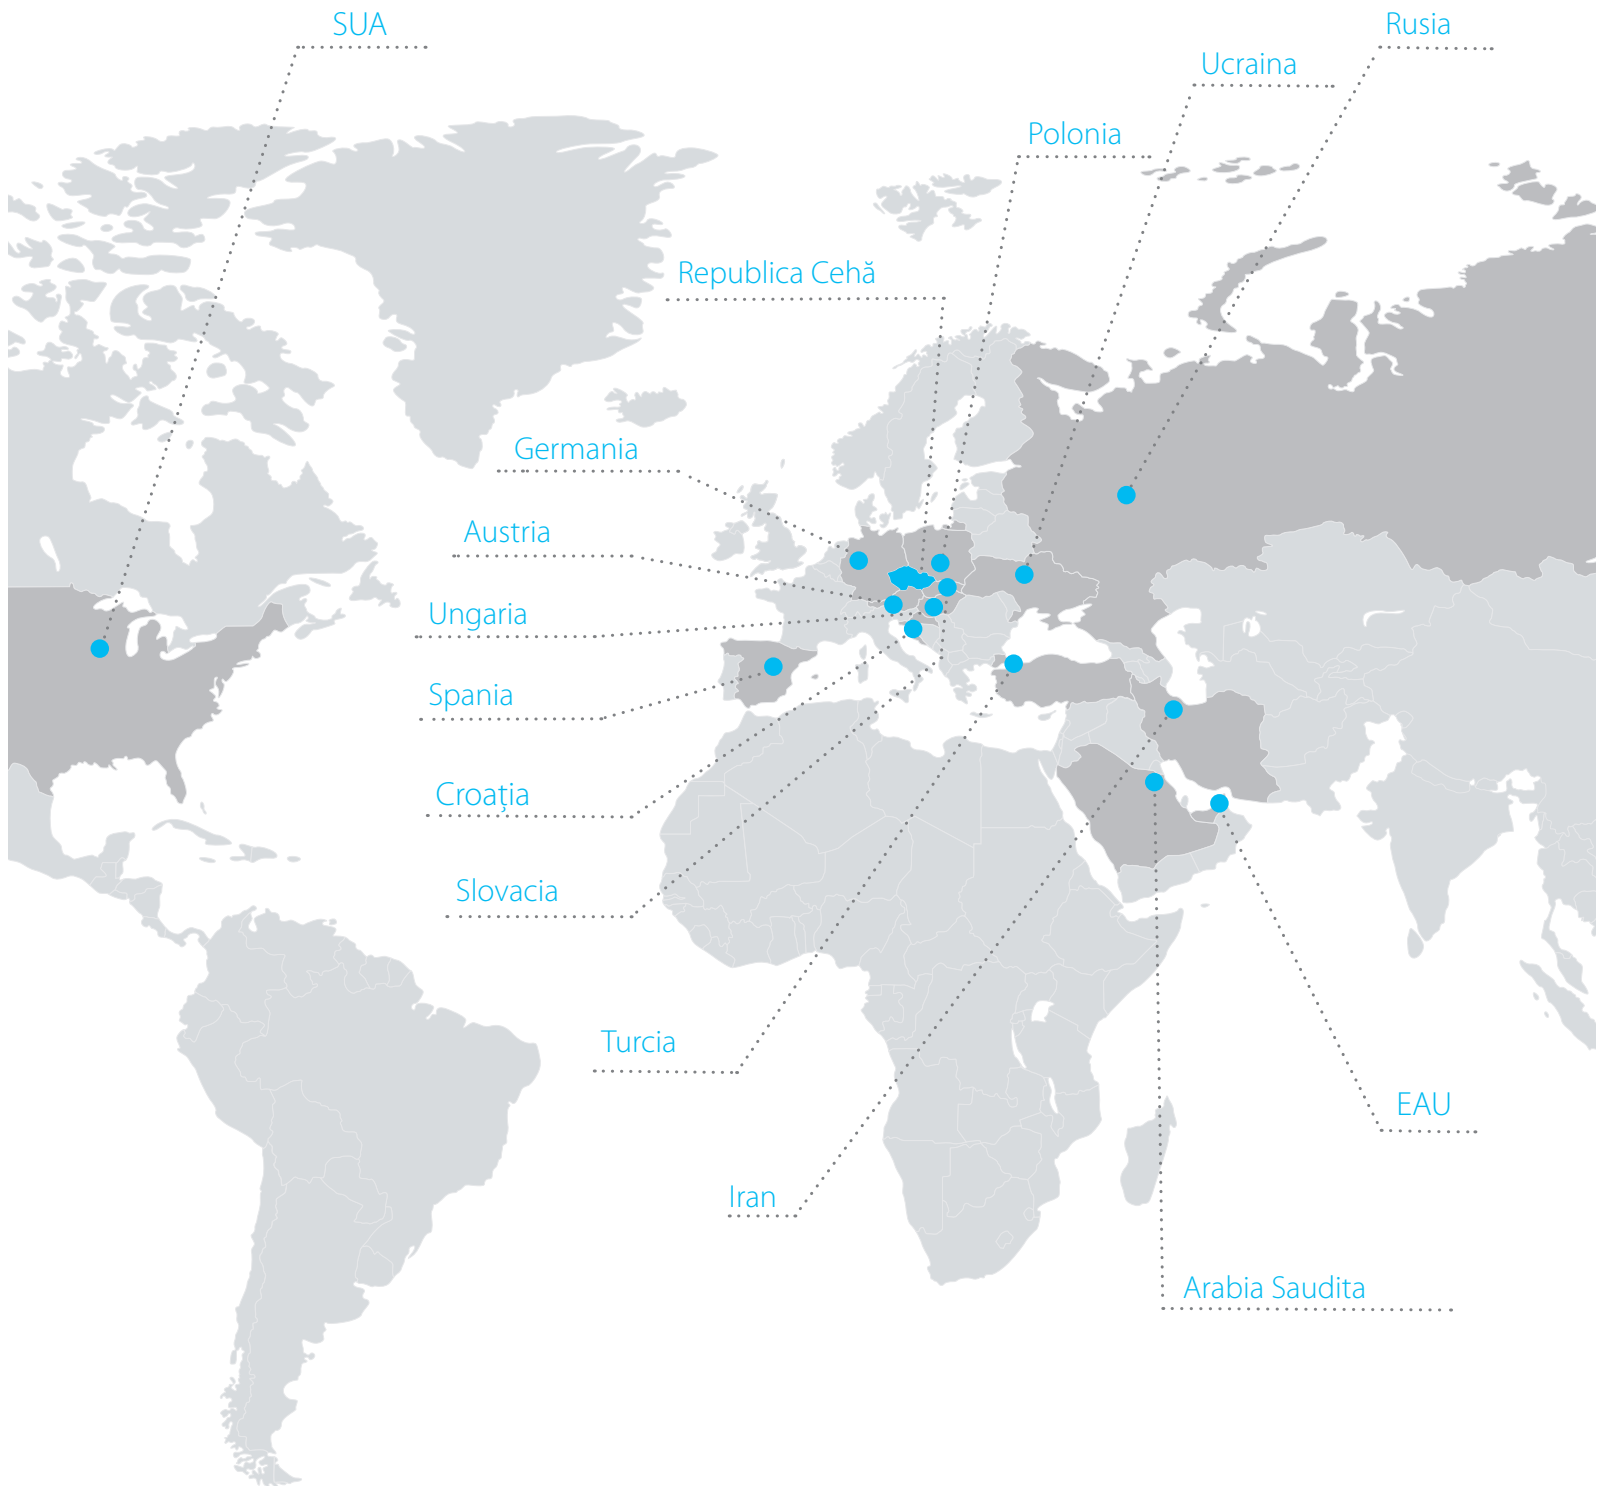 SUA
Rusia
Ucraina
Polonia
Republica Cehă
Germania
Austria
Ungaria
Spania
Croația
Slovacia
Turcia
EAU
Iran
Arabia Saudita